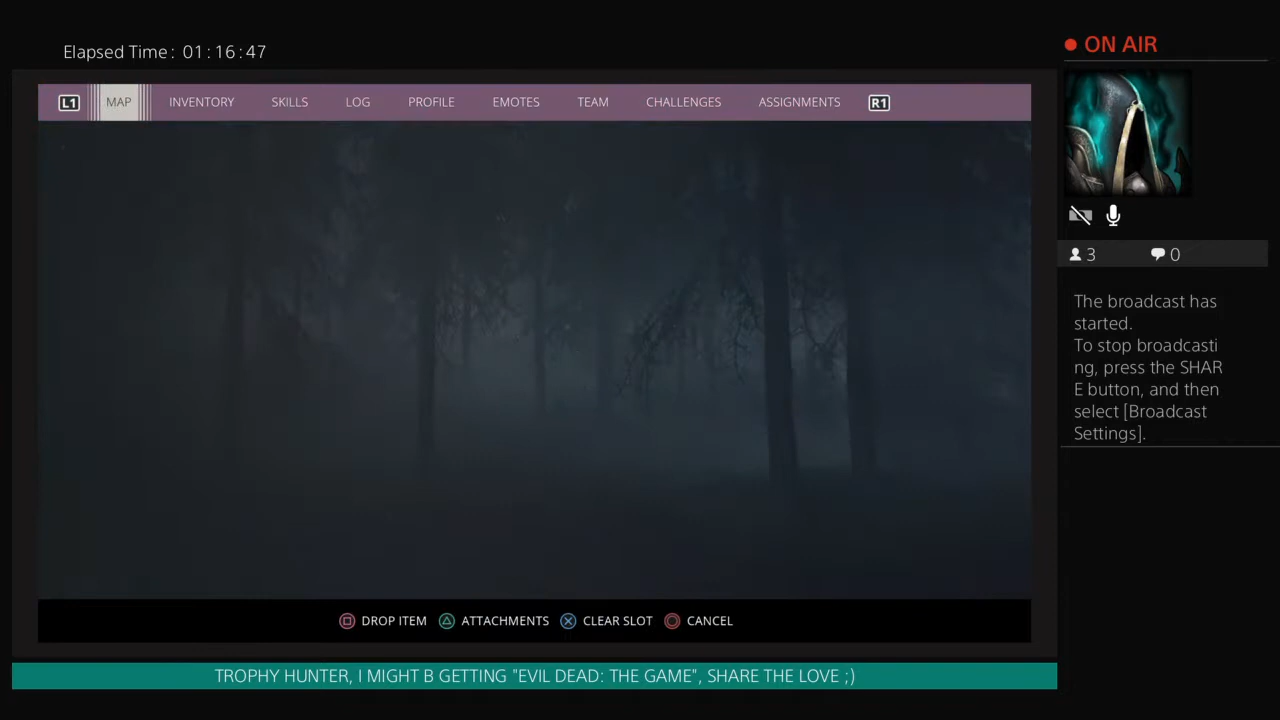 Elapsed Time: 01:16:47
ON AIR
L1 MAP INVENTORY SKILLS LOG PROFILE EMOTES TEAM CHALLENGES ASSIGNMENTS R1
3 0
The broadcast has
started.
To stop broadcasti
ng, press the SHAR
E button, and then
select [Broadcast
Settings].
DROP ITEM ATTACHMENTS CLEAR SLOT CANCEL
TROPHY HUNTER, I MIGHT B GETTING "EVIL DEAD: THE GAME", SHARE THE LOVE ;)